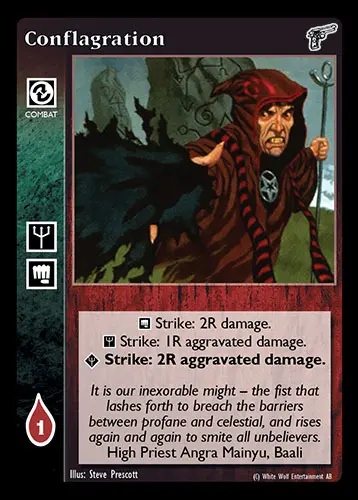 Conflagration
COMBAT
Strike: 2R damage.
Strike: 1R aggravated damage.
Strike: 2R aggravated damage.
It is our inexorable might – the fist that
lashes forth to breach the barriers
between profane and celestial, and rises
again and again to smite all unbelievers.
High Priest Angra Mainyu, Baali
1
Illus: Steve Prescott
(C) White Wolf Entertainment AB